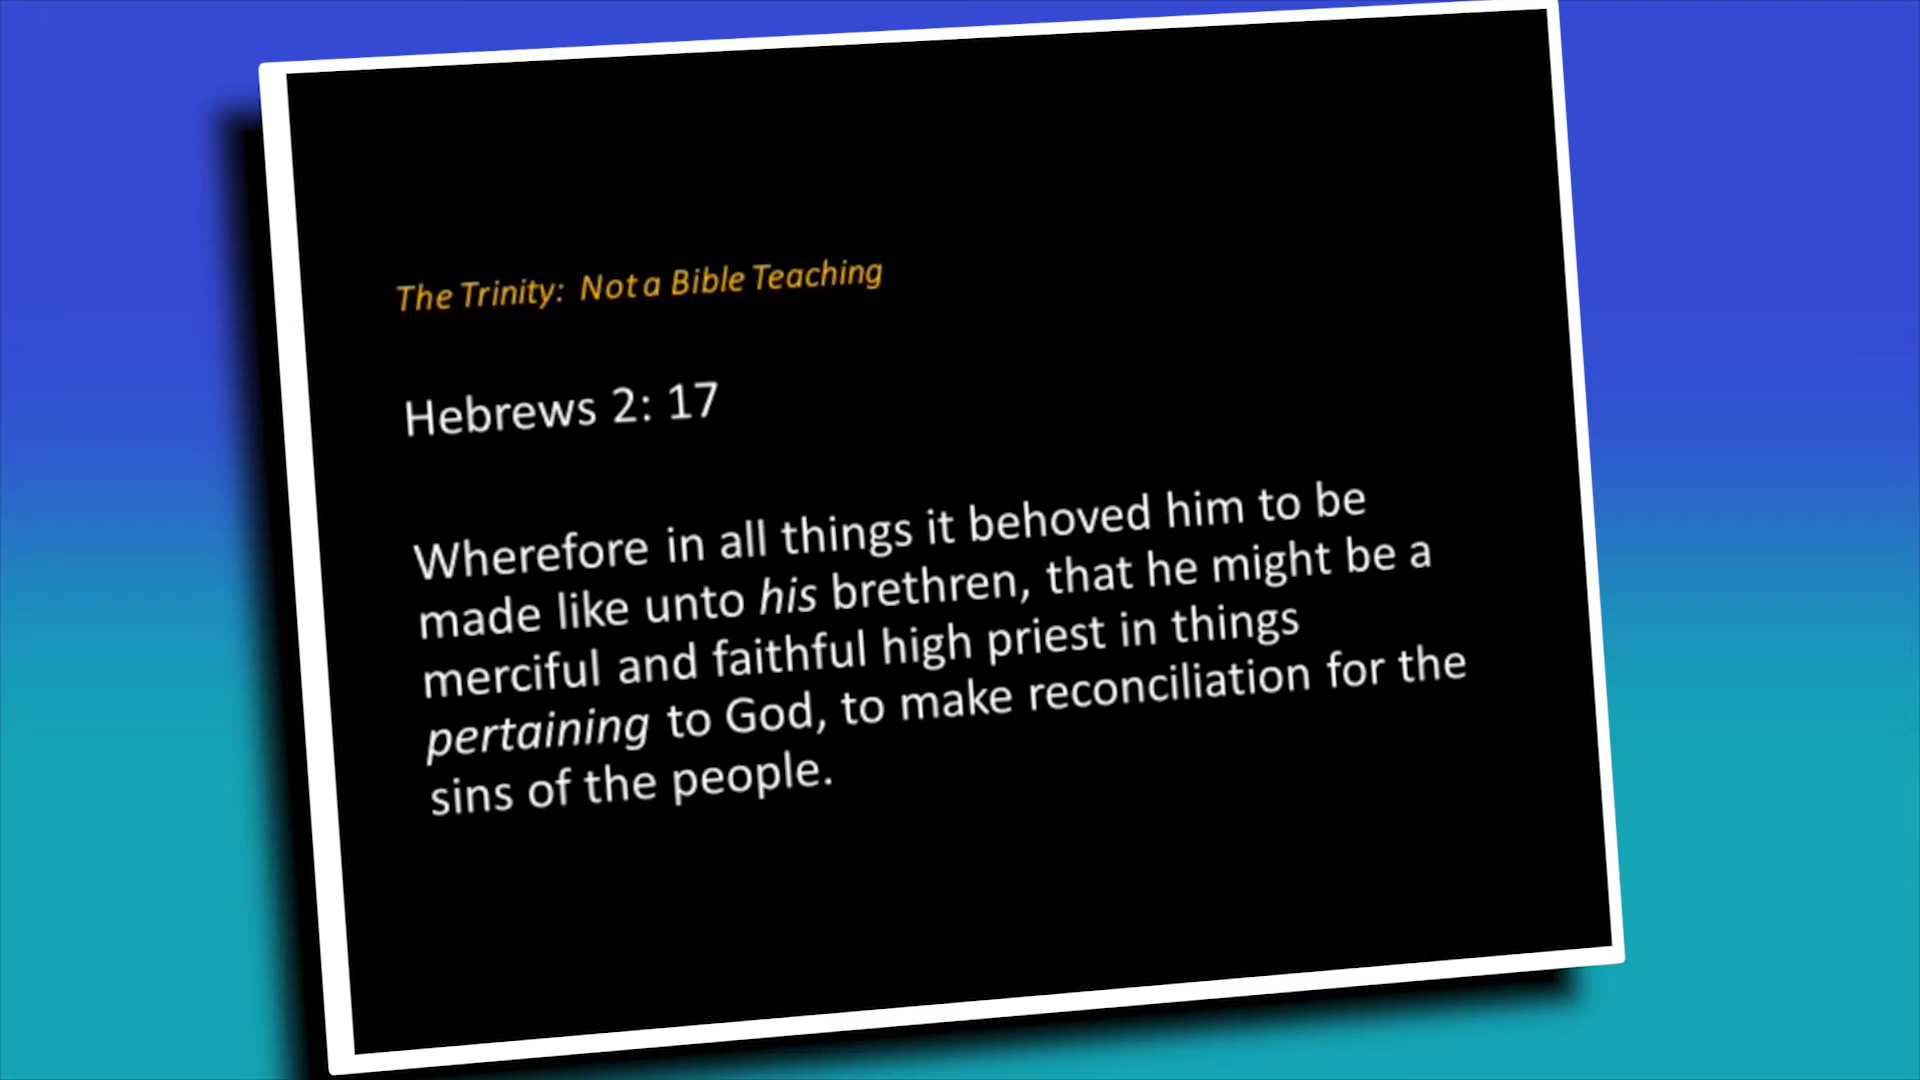 The Trinity: Not a Bible Teaching
Hebrews 2: 17
Wherefore in all things it behoved him to be
made like unto his brethren, that he might be a
merciful and faithful high priest in things
pertaining to God, to make reconciliation for the
sins of the people.